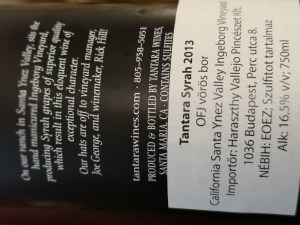 On our ranch in Santa Ynez Valley, sits the
hand manicured Ingeborg Vineyard,
producing Syrah grapes of superior quality
which result in this eloquent wine of
exceptional character.
Our hats are off to vineyard manager,
Joe George, and winemaker, Rick Hill!
tantarawines.com · 805-958-5051
PRODUCED & BOTTLED BY TANTARA WINES,
SANTA MARIA, CA · CONTAINS SULFITES
Tantara Syrah 2013
OFJ vörös bor
California Santa Ynez Valley Ingeborg Vineyard
Importőr: Haraszthy Vallejo Pincészet Kft.
1036 Budapest, Perc utca 8.
NÉBIH: EOEZ; Szulfitot tartalmaz
Alk: 16,5% v/v; 750ml